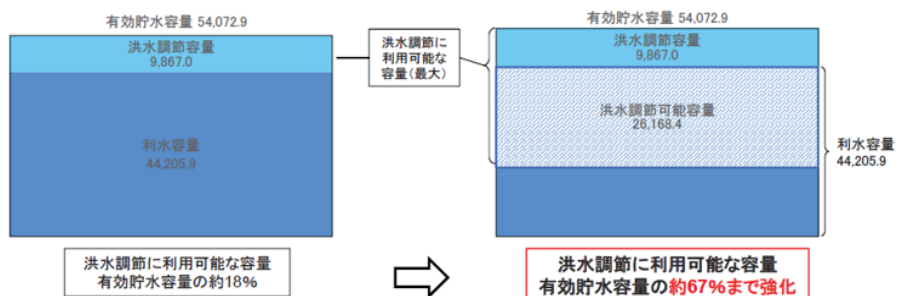 有効貯水容量 54,072.9
洪水調節容量
9,867.0
利水容量
44,205.9
洪水調節に
利用可能な
容量(最大)
有効貯水容量 54,072.9
洪水調節容量
9,867.0
洪水調節可能容量
26,168.4
利水容量
44,205.9
洪水調節に利用可能な容量
有効貯水容量の約18%
洪水調節に利用可能な容量
有効貯水容量の約67%まで強化